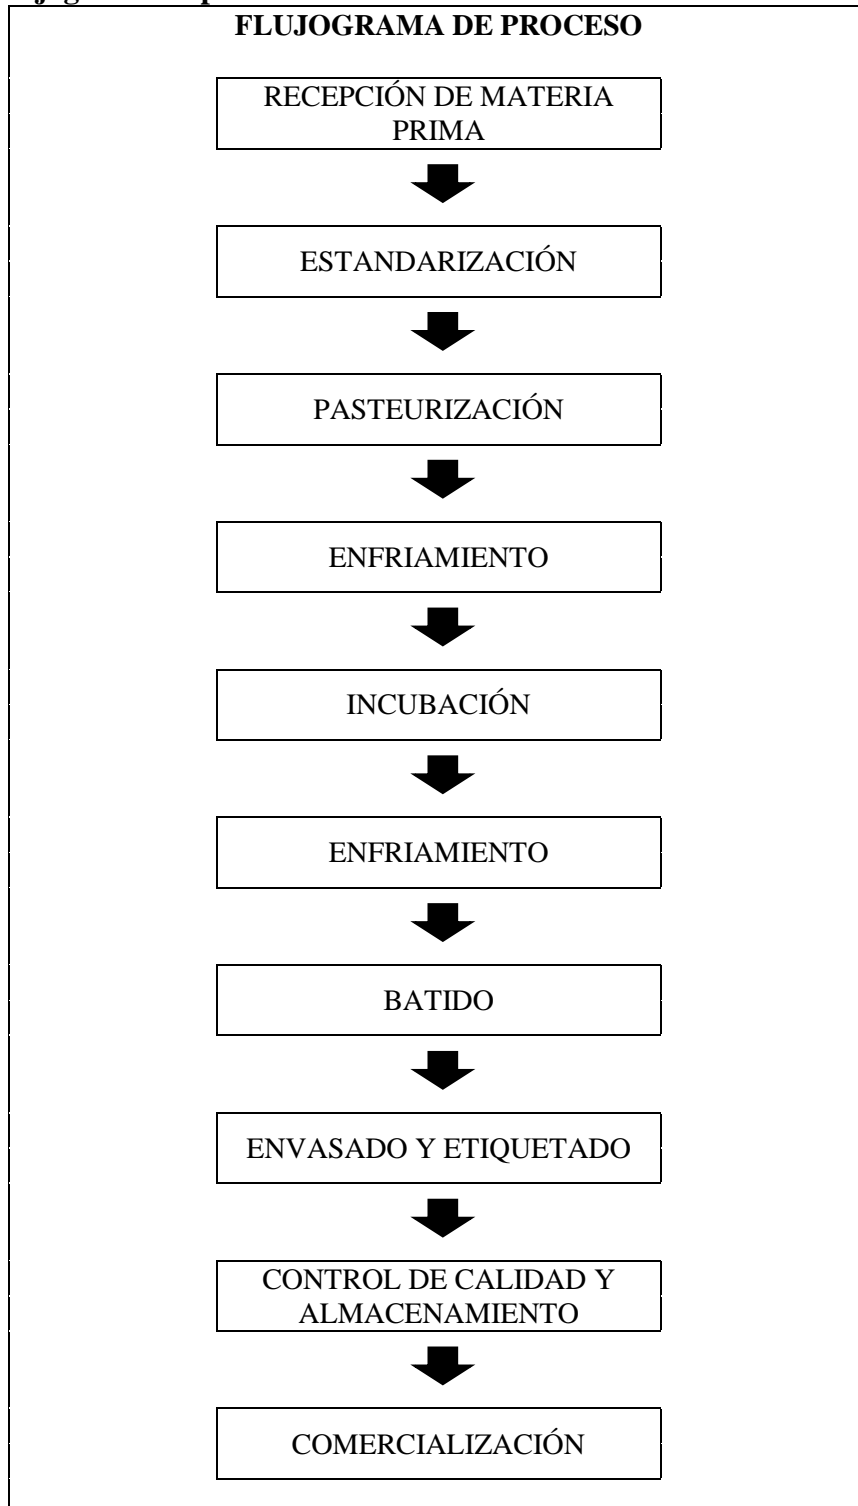 FLUJOGRAMA DE PROCESO
RECEPCIÓN DE MATERIA
PRIMA
ESTANDARIZACIÓN
PASTEURIZACIÓN
ENFRIAMIENTO
INCUBACIÓN
ENFRIAMIENTO
BATIDO
ENVASADO Y ETIQUETADO
CONTROL DE CALIDAD Y
ALMACENAMIENTO
COMERCIALIZACIÓN